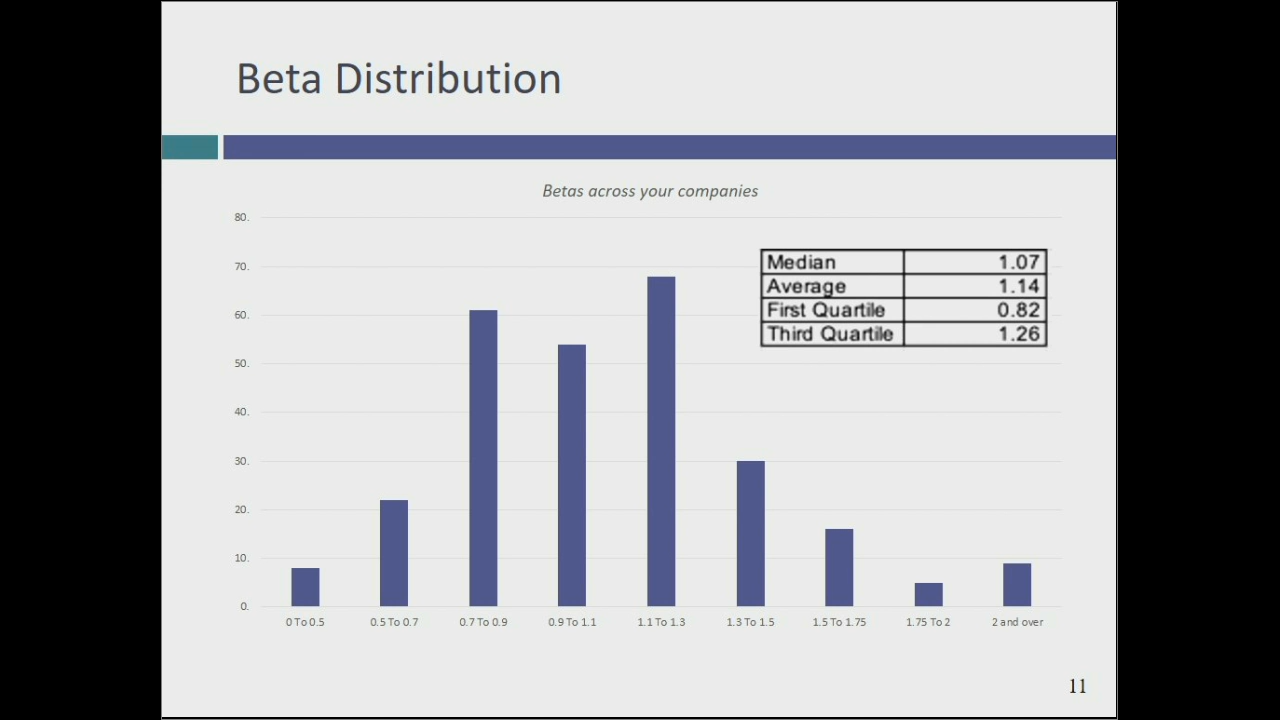 Beta Distribution
Betas across your companies
80.
70.
60.
50.
40.
30.
20.
10.
0.
Median 1.07
Average 1.14
First Quartile 0.82
Third Quartile 1.26
0 To 0.5 0.5 To 0.7 0.7 To 0.9 0.9 To 1.1 1.1 To 1.3 1.3 To 1.5 1.5 To 1.75 1.75 To 2 2 and over
11